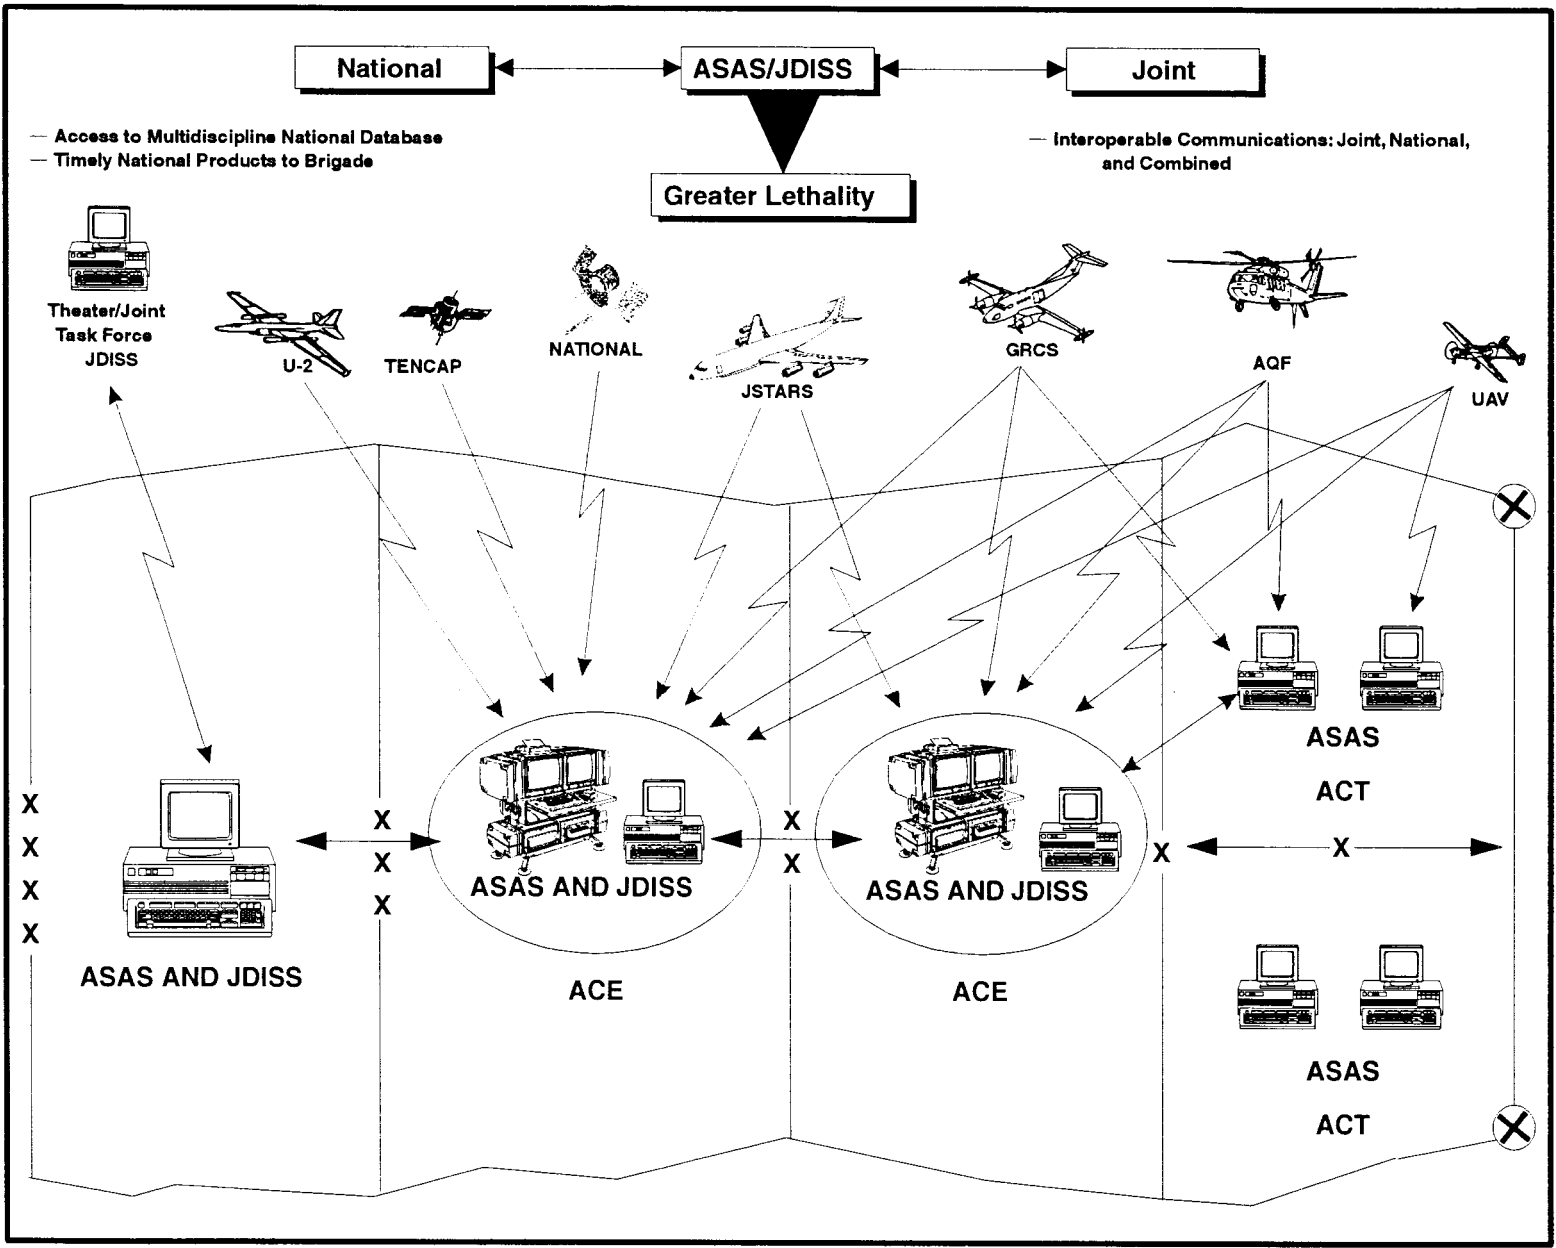 National
ASAS/JDISS
Joint
— Access to Multidiscipline National Database
— Timely National Products to Brigade
— Interoperable Communications: Joint, National,
and Combined
Greater Lethality
Theater/Joint
Task Force
JDISS
U-2
TENCAP
NATIONAL
JSTARS
GRCS
AQF
UAV
X
X
X
X
ASAS AND JDISS
X
X
X
ASAS AND JDISS
ACE
X
X
ASAS AND JDISS
ACE
X
ASAS
ACT
X
ASAS
ACT
X
X